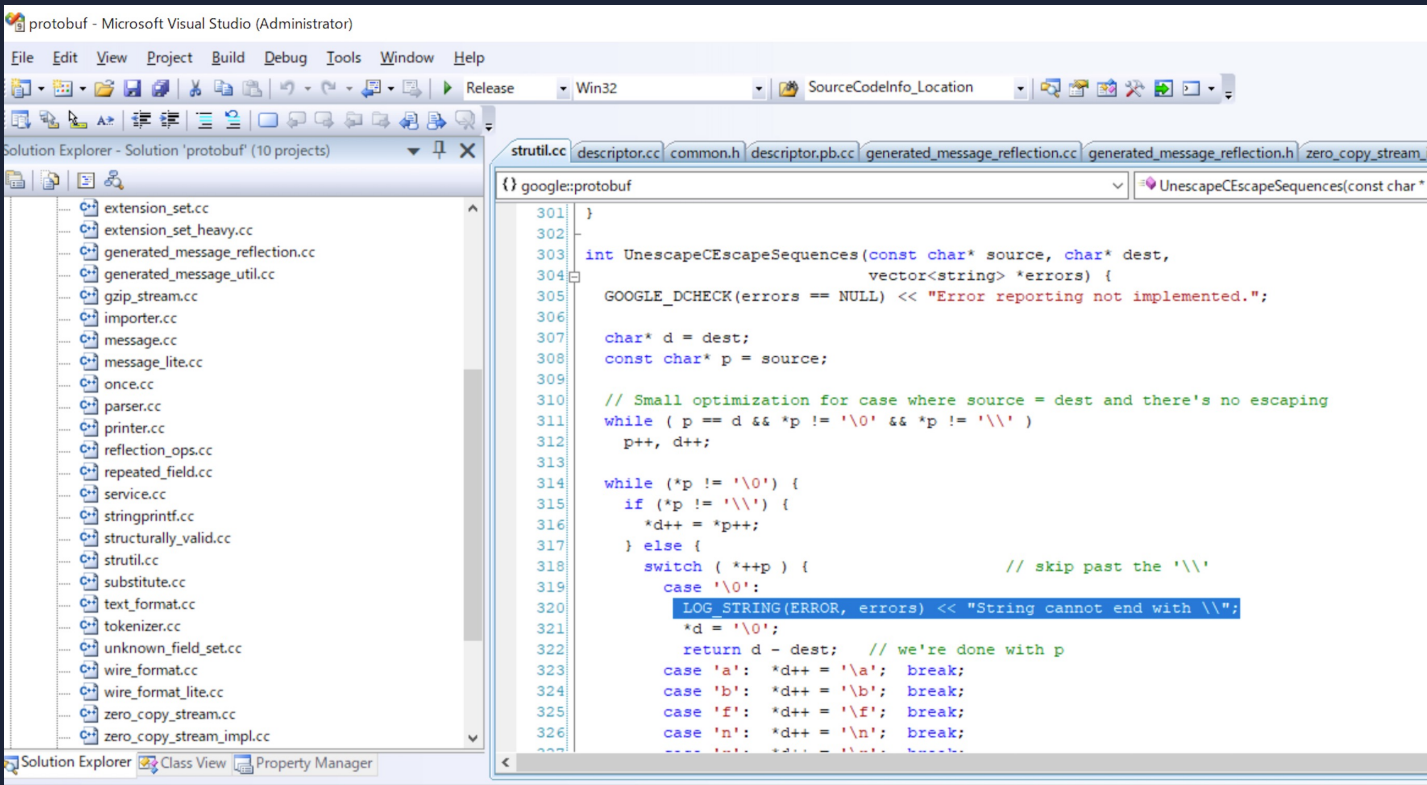 protobuf - Microsoft Visual Studio (Administrator)
File Edit View Project Build Debug Tools Window Help
Release Win32 SourceCodeInfo_Location
Solution Explorer - Solution 'protobuf' (10 projects)
extension_set.cc
extension_set_heavy.cc
generated_message_reflection.cc
generated_message_util.cc
gzip_stream.cc
importer.cc
message.cc
message_lite.cc
once.cc
parser.cc
printer.cc
reflection_ops.cc
repeated_field.cc
service.cc
stringprintf.cc
structurally_valid.cc
strutil.cc
substitute.cc
text_format.cc
tokenizer.cc
unknown_field_set.cc
wire_format.cc
wire_format_lite.cc
zero_copy_stream.cc
zero_copy_stream_impl.cc
Solution Explorer Class View Property Manager
strutil.cc descriptor.cc common.h descriptor.pb.cc generated_message_reflection.cc generated_message_reflection.h zero_copy_stream_
{} google::protobuf UnescapeCEscapeSequences(const char *
301 }
302
303 int UnescapeCEscapeSequences(const char* source, char* dest,
304 vector<string> *errors) {
305 GOOGLE_DCHECK(errors == NULL) << "Error reporting not implemented.";
306
307 char* d = dest;
308 const char* p = source;
309
310 // Small optimization for case where source = dest and there's no escaping
311 while ( p == d && *p != '\0' && *p != '\\' )
312 p++, d++;
313
314 while (*p != '\0') {
315 if (*p != '\\') {
316 *d++ = *p++;
317 } else {
318 switch ( *++p ) { // skip past the '\\'
319 case '\0':
320 LOG_STRING(ERROR, errors) << "String cannot end with \\";
321 *d = '\0';
322 return d - dest; // we're done with p
323 case 'a': *d++ = '\a'; break;
324 case 'b': *d++ = '\b'; break;
325 case 'f': *d++ = '\f'; break;
326 case 'n': *d++ = '\n'; break;